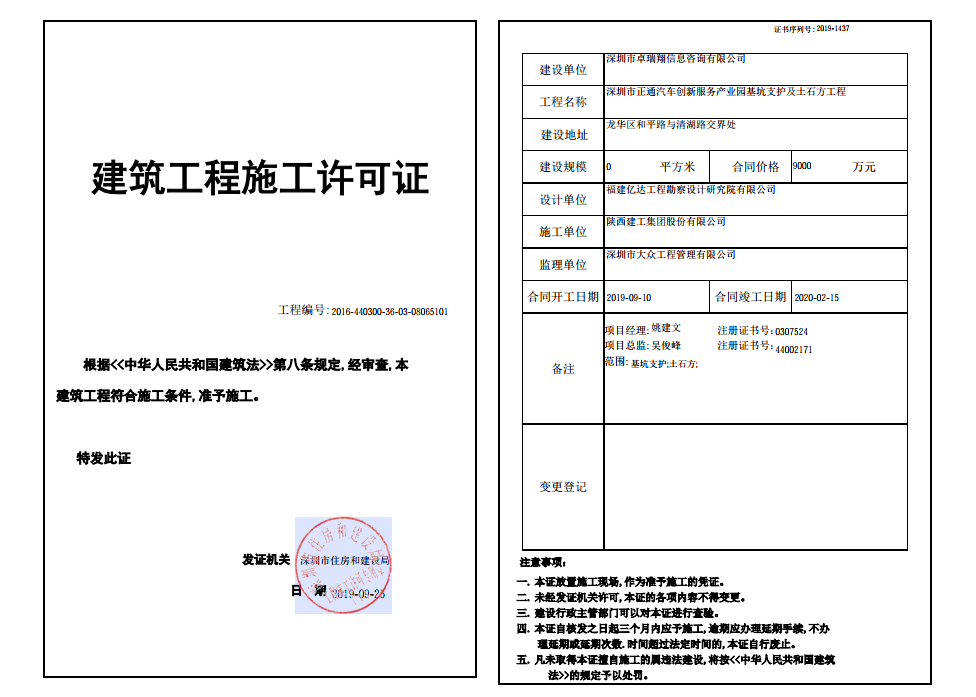 建筑工程施工许可证
工程编号:2016-440300-36-03-08065101
根据<<中华人民共和国建筑法>>第八条规定,经审查,本
建筑工程符合施工条件,准予施工。
特发此证
发证机关 深圳市住房和建设局
日 期 2019-09-25
证书序列号:2019-1437
建设单位 深圳市卓瑞翔信息咨询有限公司
工程名称 深圳市正通汽车创新服务产业园基坑支护及土石方工程
建设地址 龙华区和平路与清湖路交界处
建设规模 0 平方米 合同价格 9000 万元
设计单位 福建亿达工程勘察设计研究院有限公司
施工单位 陕西建工集团股份有限公司
监理单位 深圳市大众工程管理有限公司
合同开工日期 2019-09-10 合同竣工日期 2020-02-15
备注
项目经理:姚建文 注册证书号:0307524
项目总监:吴俊峰 注册证书号:44002171
范围:基坑支护;土石方;
变更登记
注意事项:
一. 本证放置施工现场,作为准予施工的凭证。
二. 未经发证机关许可,本证的各项内容不得变更。
三. 建设行政主管部门可以对本证进行查验。
四. 本证自核发之日起三个月内应予施工,逾期应办理延期手续,不办
理延期或延期次数.时间超过法定时间的,本证自行废止。
五. 凡未取得本证擅自施工的属违法建设,将按<<中华人民共和国建筑
法>>的规定予以处罚。